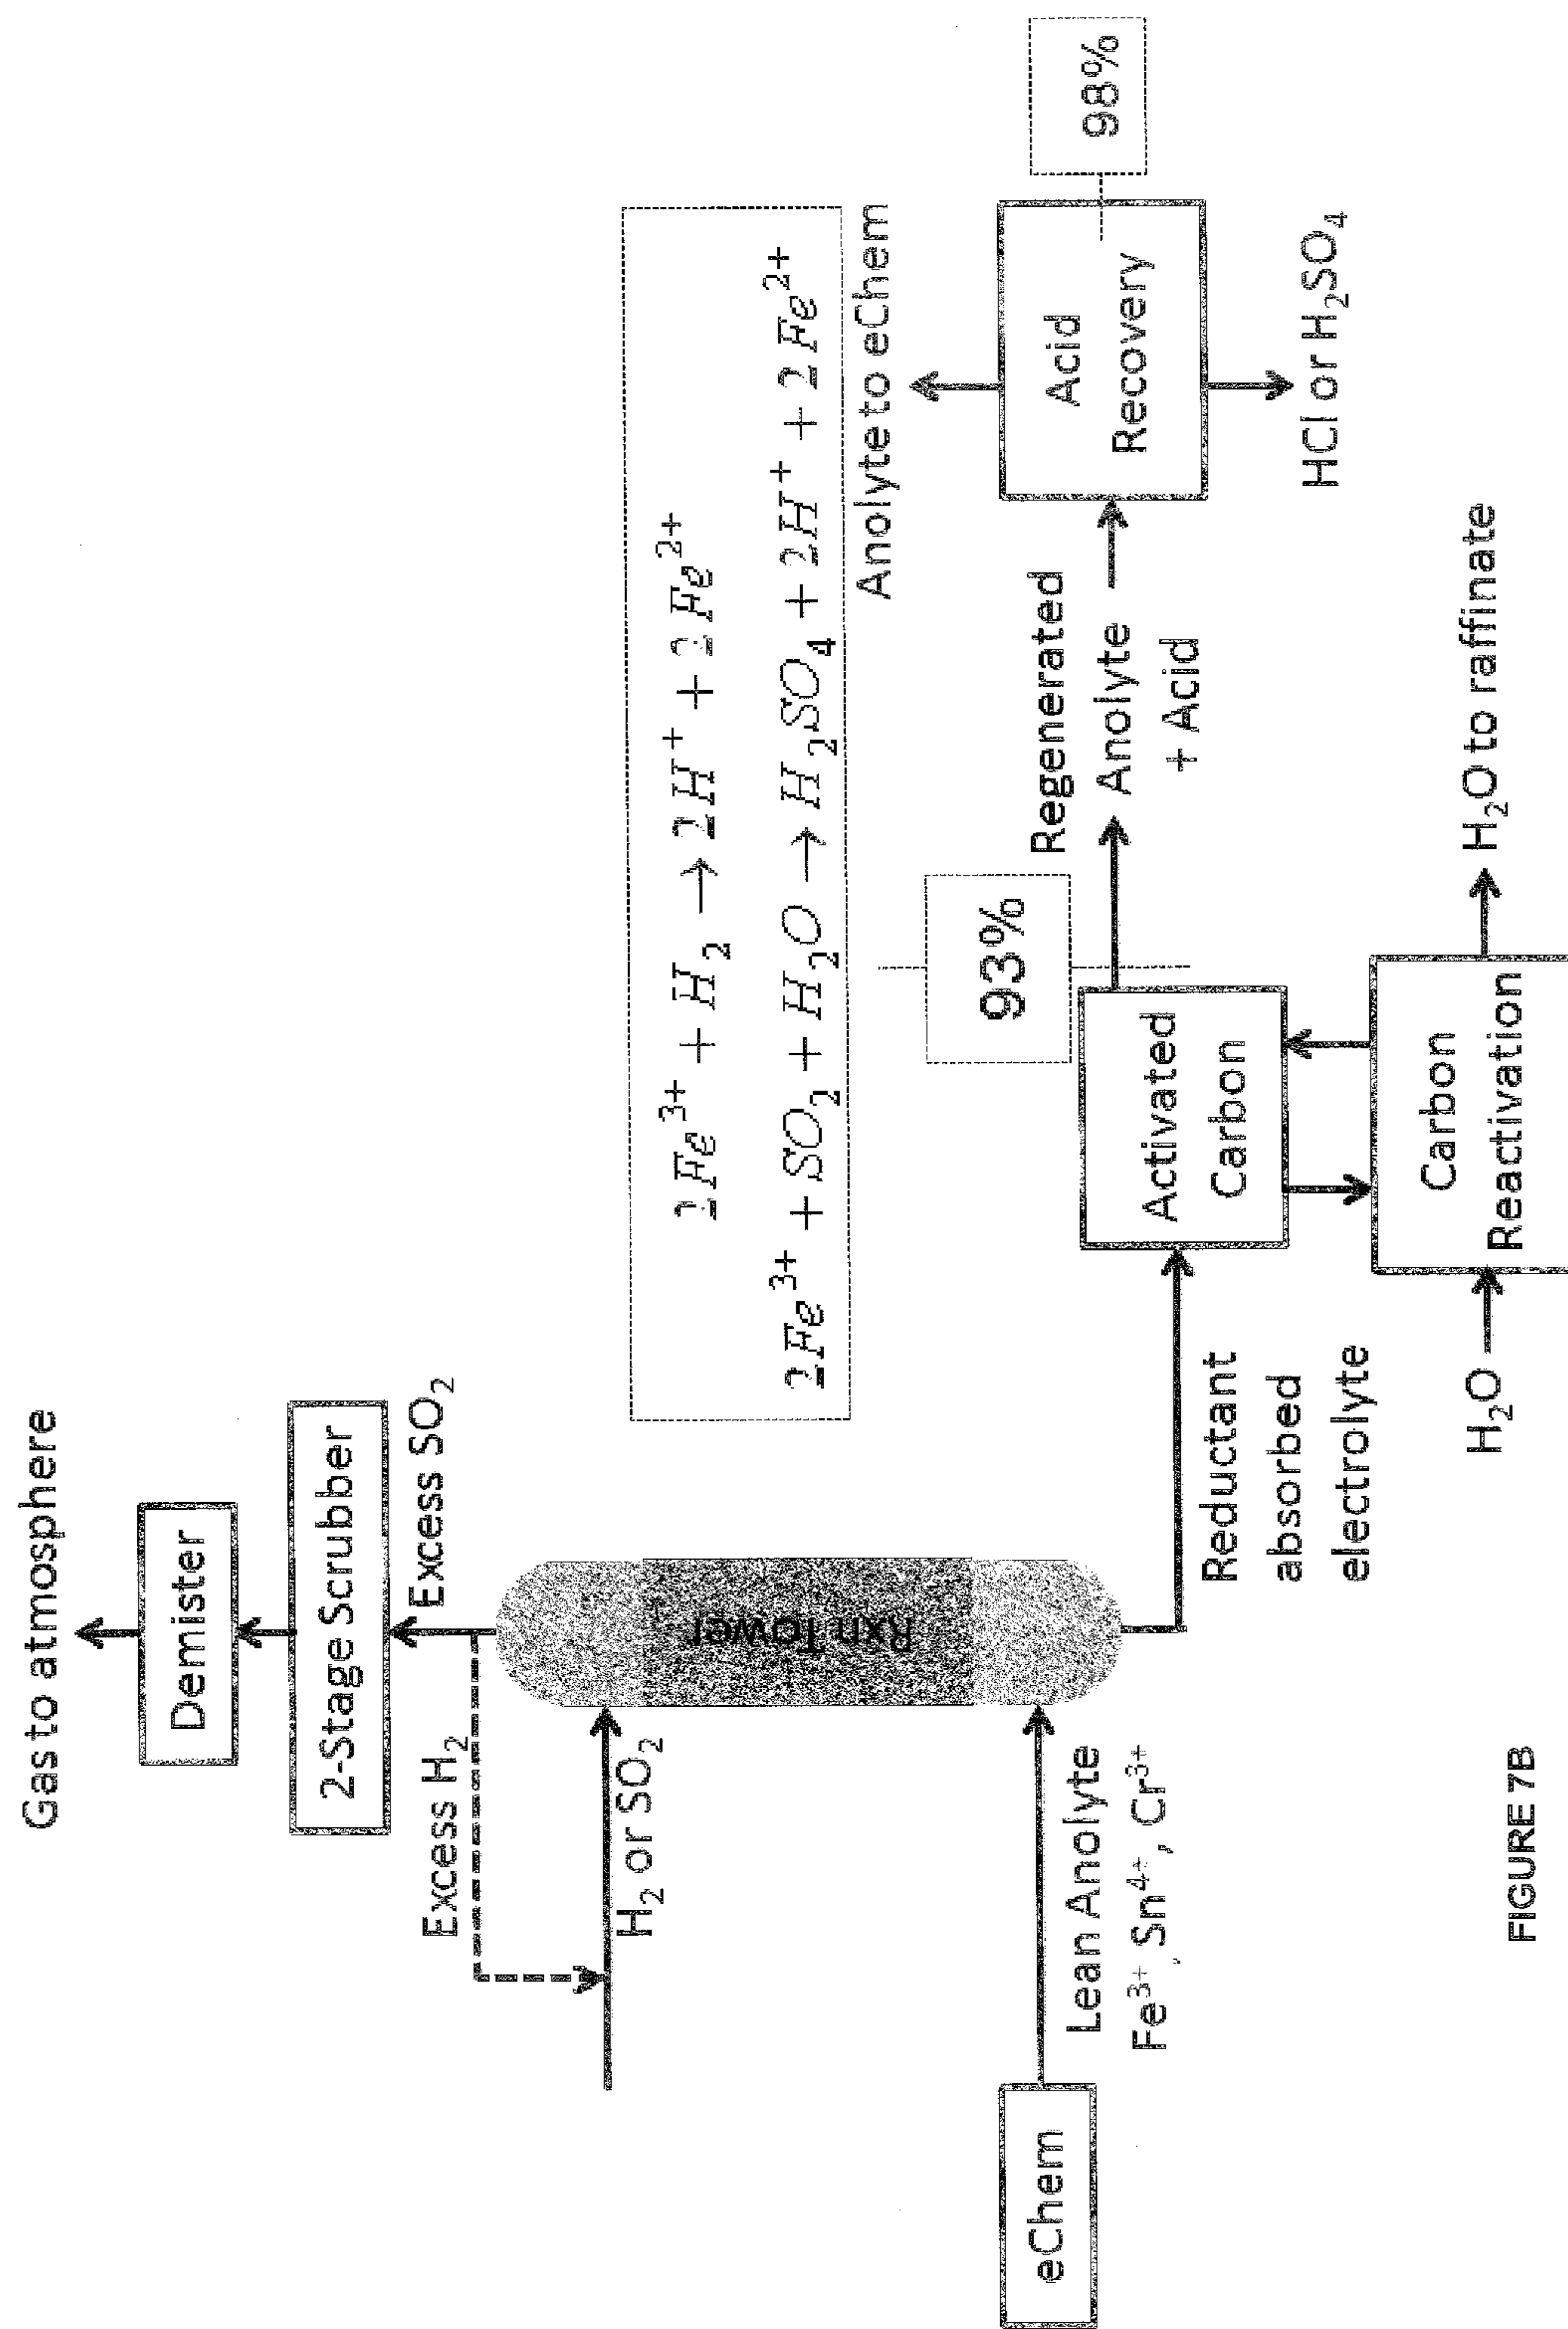 Gas to atmosphere
Demister
2-Stage Scrubber
Excess H₂
Excess SO₂
H₂ or SO₂
Rxn Tower
2Fe³⁺ + H₂ → 2H⁺ + 2Fe²⁺
2Fe³⁺ + SO₂ + H₂O → H₂SO₄ + 2H⁺ + 2Fe²⁺
Anolyte to eChem
eChem
Lean Anolyte
Fe³⁺, Sn⁴⁺, Cr³⁺
Reductant
absorbed
electrolyte
93%
Activated
Carbon
Regenerated
Anolyte
+ Acid
Acid
Recovery
98%
HCl or H₂SO₄
H₂O
Carbon
Reactivation
H₂O to raffinate
FIGURE 7B